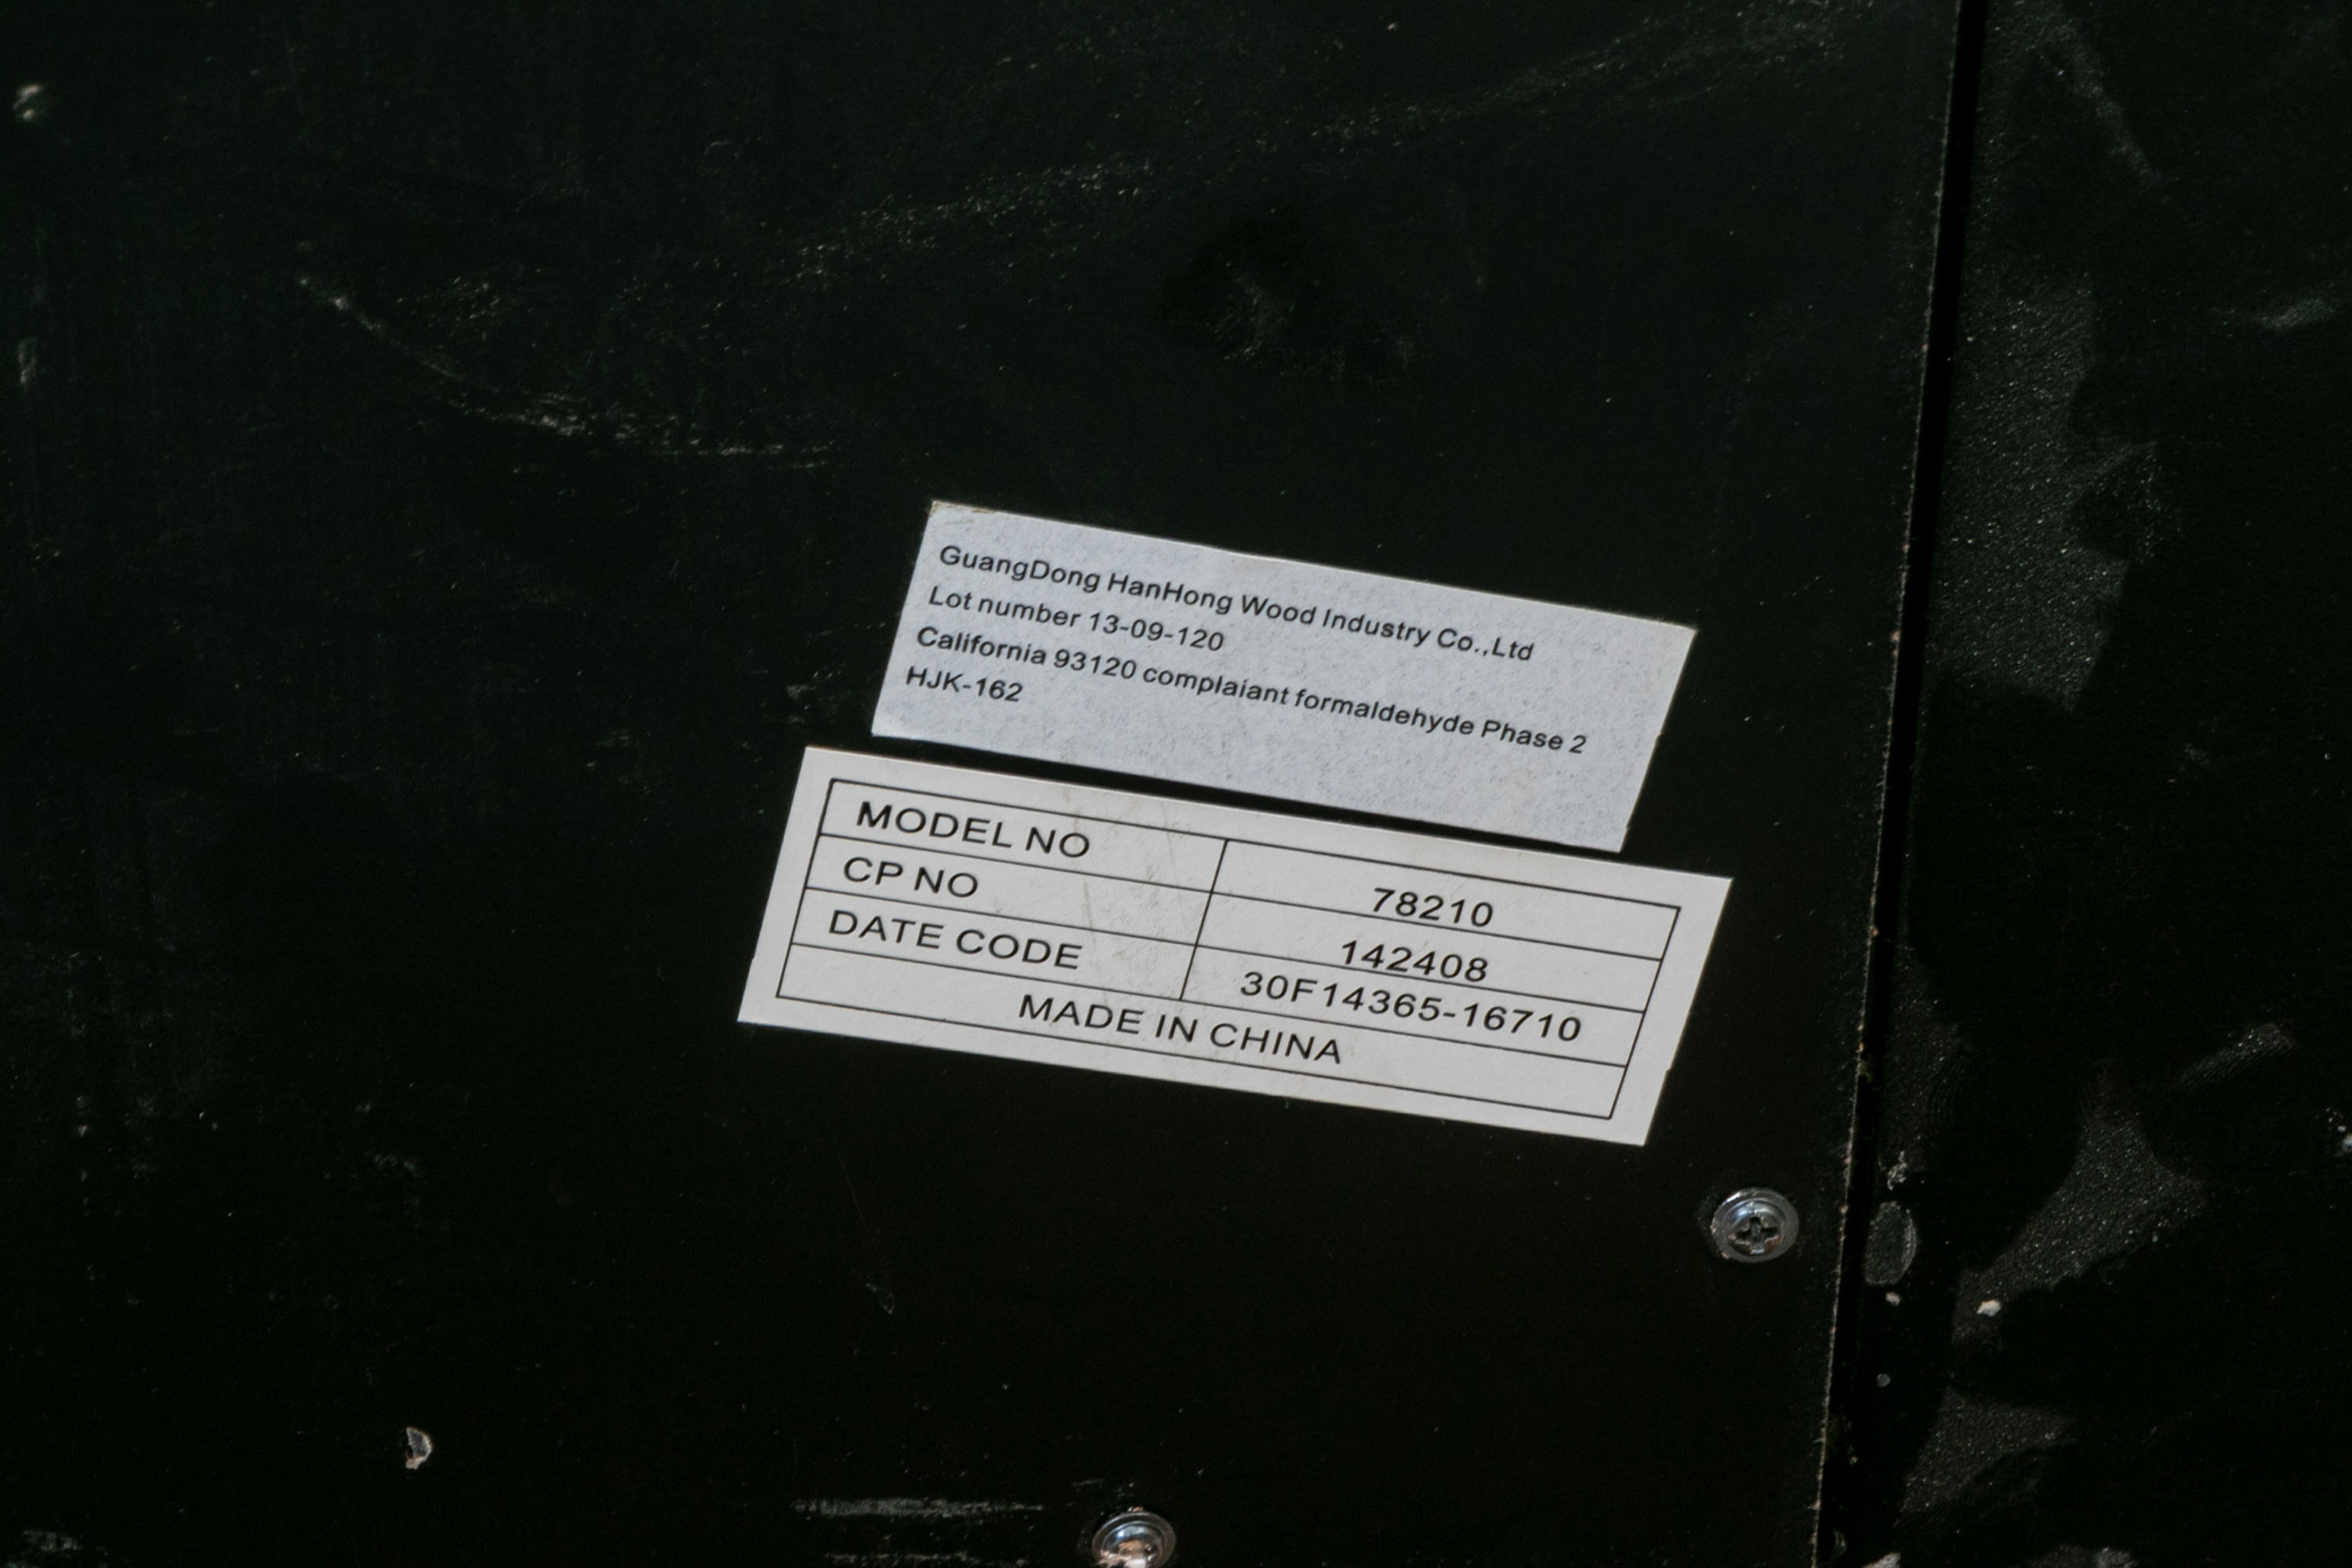 GuangDong HanHong Wood Industry Co.,Ltd
Lot number 13-09-120
California 93120 complaiant formaldehyde Phase 2
HJK-162
MODEL NO 78210
CP NO 142408
DATE CODE 30F14365-16710
MADE IN CHINA